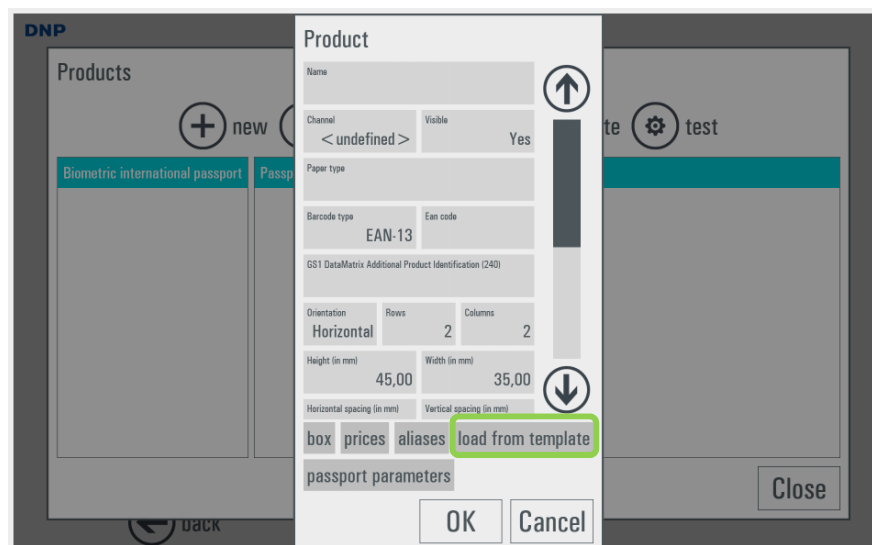 DNP
Products
new
te
test
Biometric international passport
Passp
Product
Name
Channel
Visible
<undefined>
Yes
Paper type
Barcode type
Ean code
EAN-13
GS1 DataMatrix Additional Product Identification (240)
Orientation
Rows
Columns
Horizontal
2
2
Height (in mm)
Width (in mm)
45,00
35,00
Horizontal spacing (in mm)
Vertical spacing (in mm)
box
prices
aliases
load from template
passport parameters
OK
Cancel
Close
back